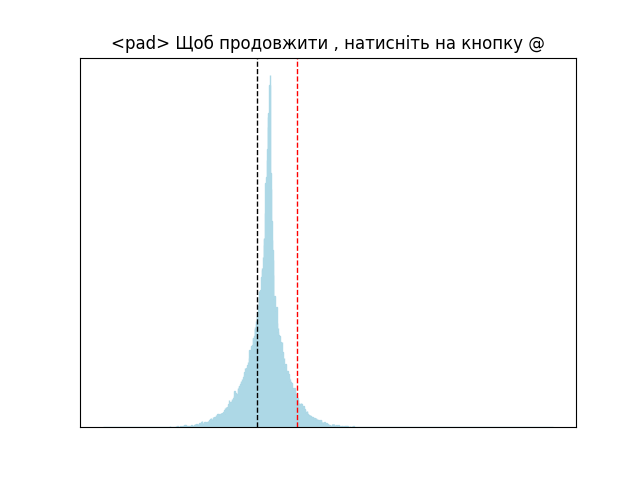 <pad> Щоб продовжити , натисніть на кнопку @